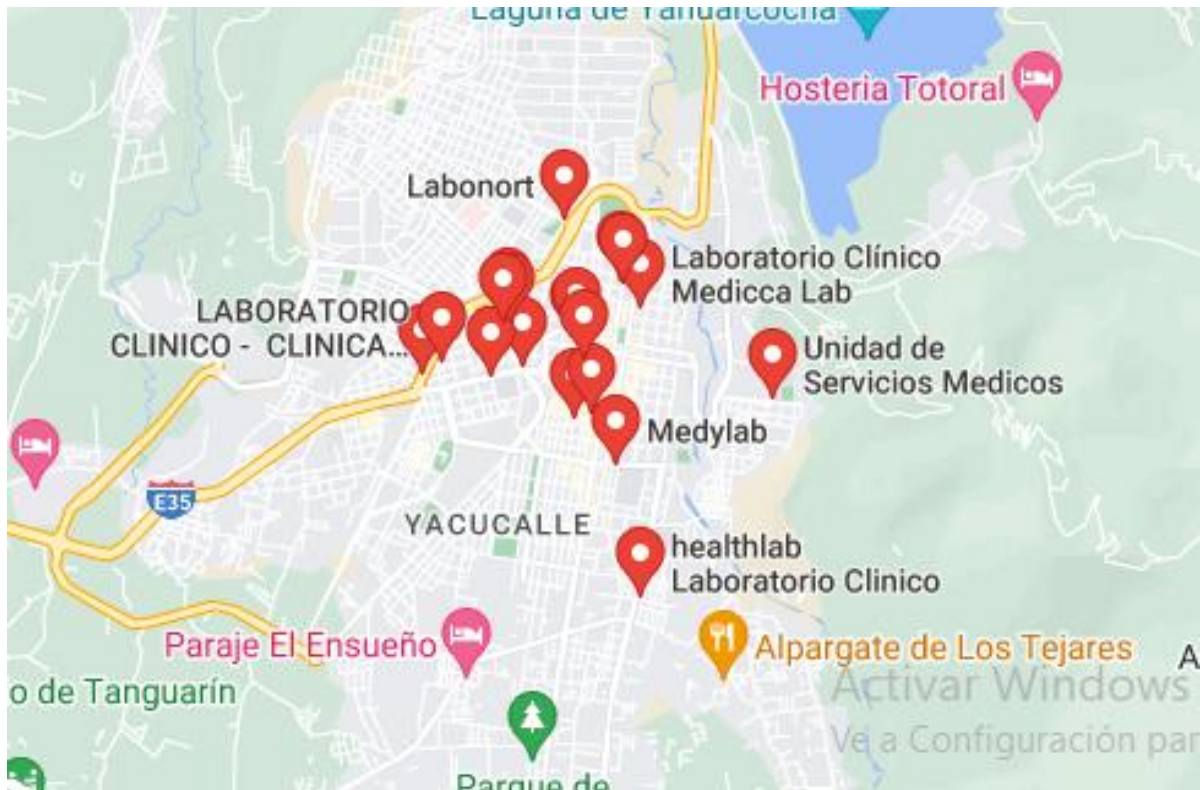 Laguna de Yahuarcocha
Hosteria Totoral
Labonort
Laboratorio Clínico
Medicca Lab
LABORATORIO
CLINICO - CLINICA...
Unidad de
Servicios Medicos
Medylab
E35
YACUCALLE
healthlab
Laboratorio Clinico
Paraje El Ensueño
Alpargate de Los Tejares
A
o de Tanguarín
Activar Windows
Ve a Configuración par
Parque de